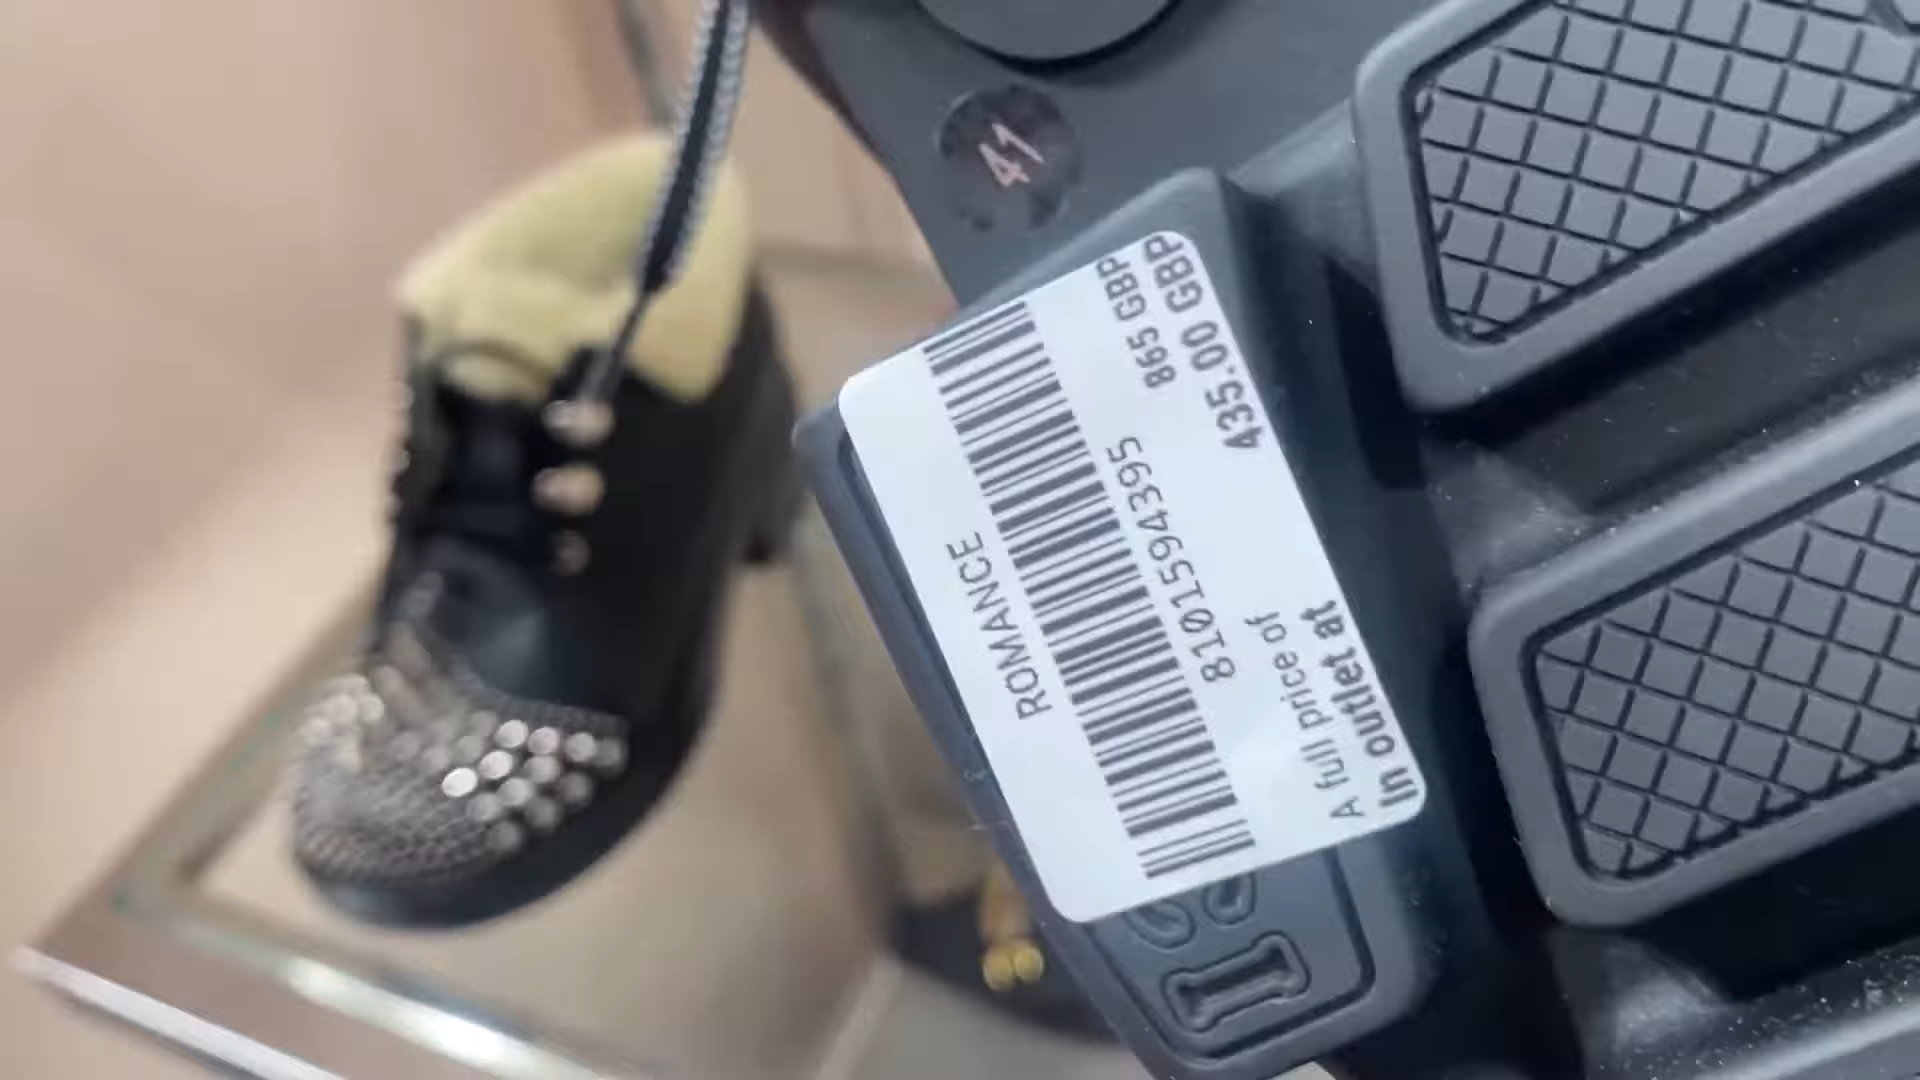 41
ROMANCE
8101594395
A full price of 865 GBP
In outlet at 435.00 GBP